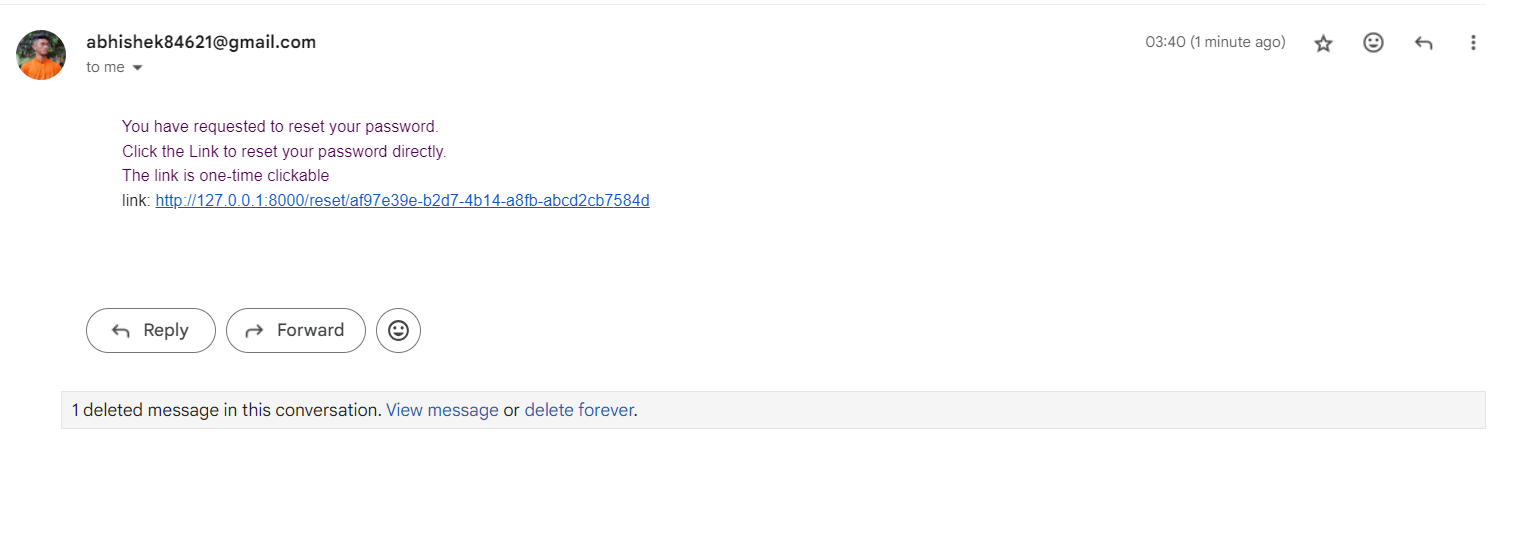 abhishek84621@gmail.com
03:40 (1 minute ago)
to me
You have requested to reset your password.
Click the Link to reset your password directly.
The link is one-time clickable
link: http://127.0.0.1:8000/reset/af97e39e-b2d7-4b14-a8fb-abcd2cb7584d
Reply
Forward
1 deleted message in this conversation. View message or delete forever.